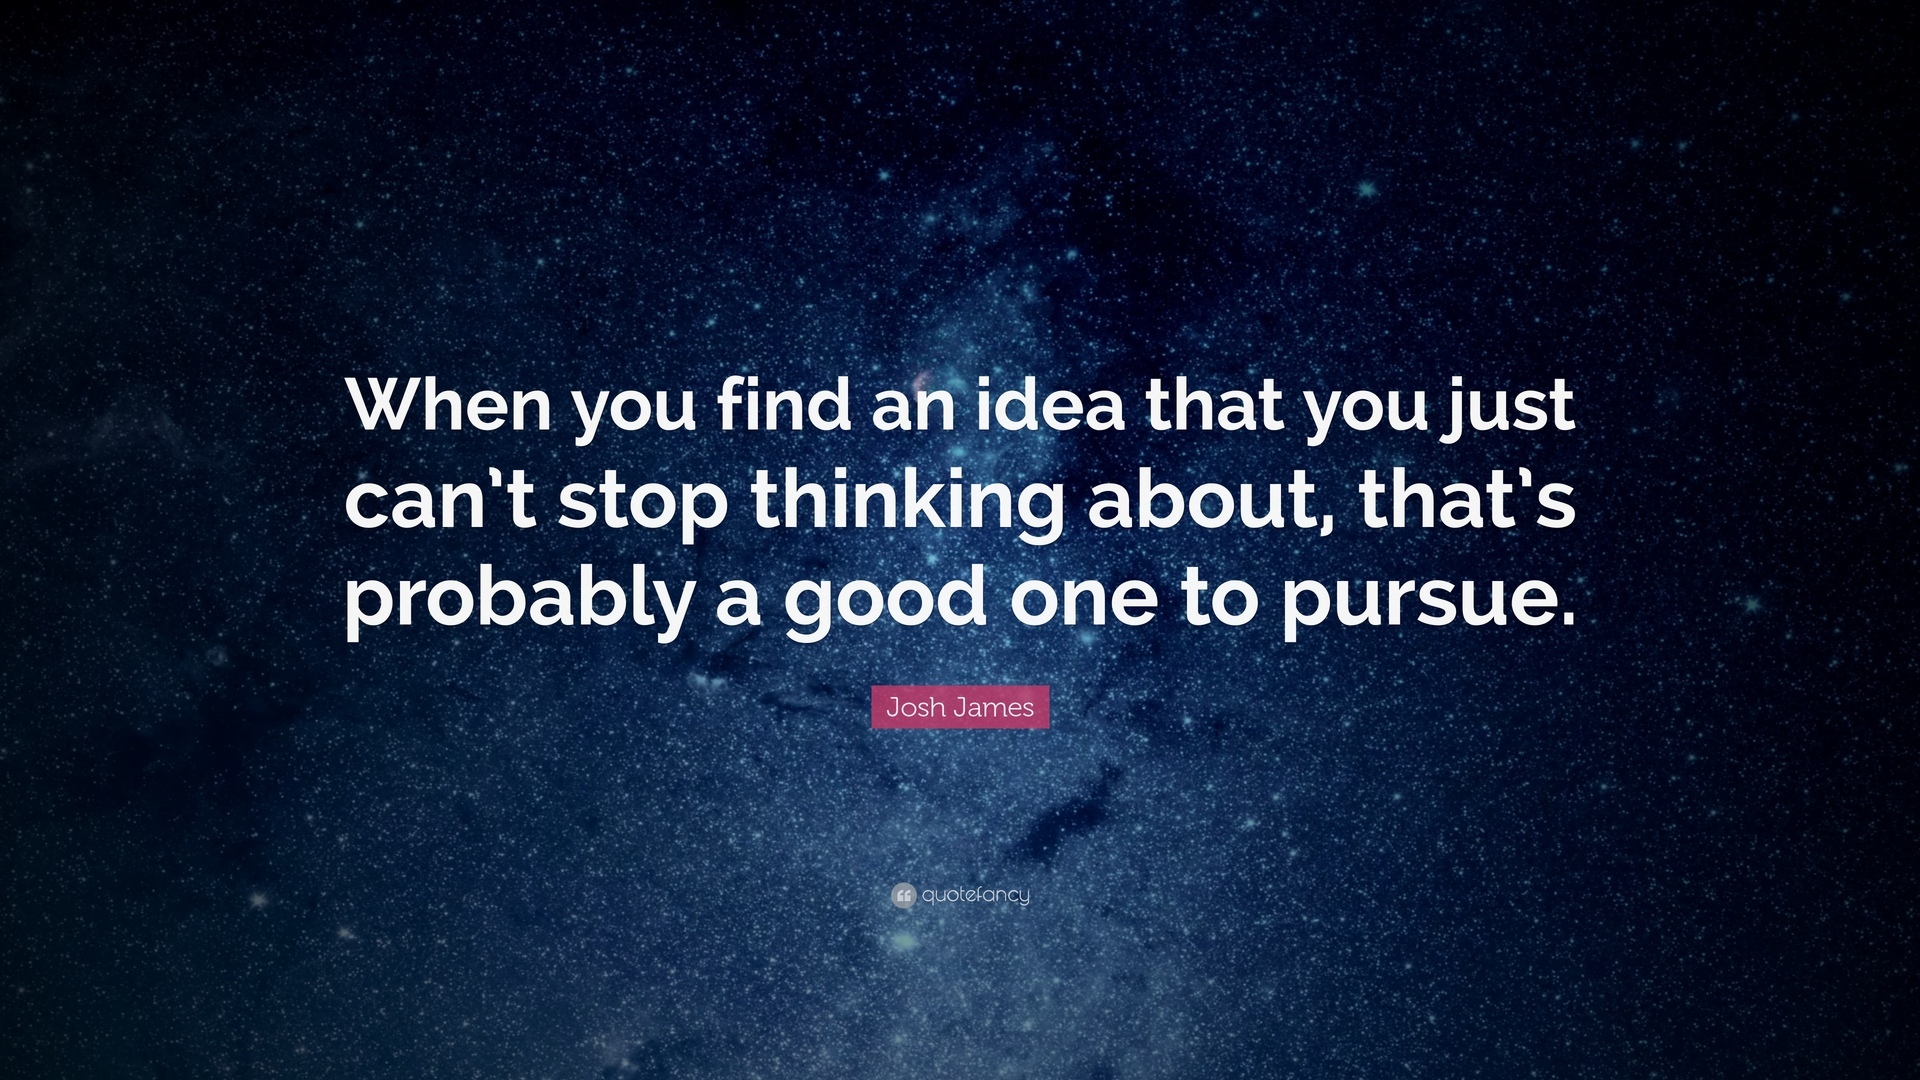 When you find an idea that you just
can’t stop thinking about, that’s
probably a good one to pursue.
Josh James
quotefancy